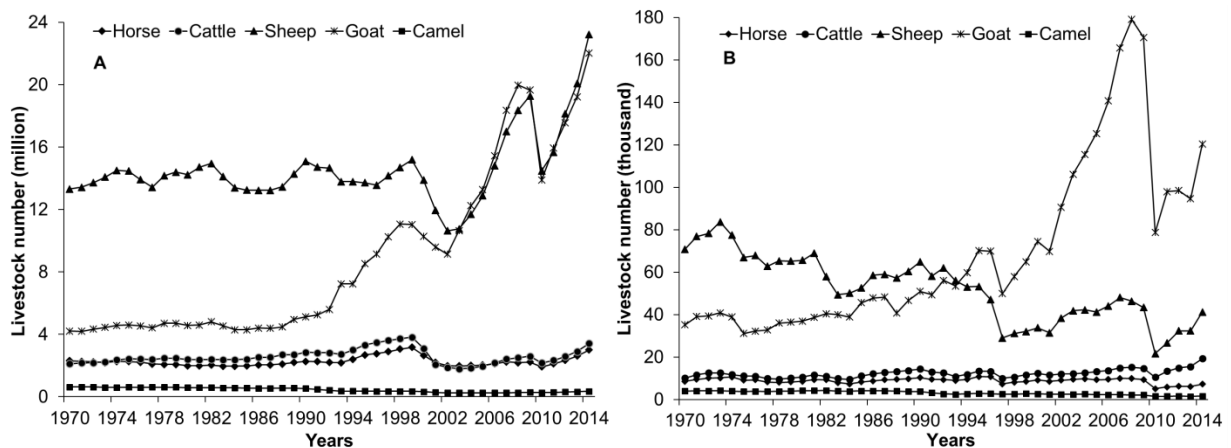 Horse Cattle Sheep Goat Camel
A
Livestock number (million)
24
20
16
12
8
4
0
1970 1974 1978 1982 1986 1990 1994 1998 2002 2006 2010 2014
Years
Horse Cattle Sheep Goat Camel
B
Livestock number (thousand)
180
160
140
120
100
80
60
40
20
0
1970 1974 1978 1982 1986 1990 1994 1998 2002 2006 2010 2014
Years